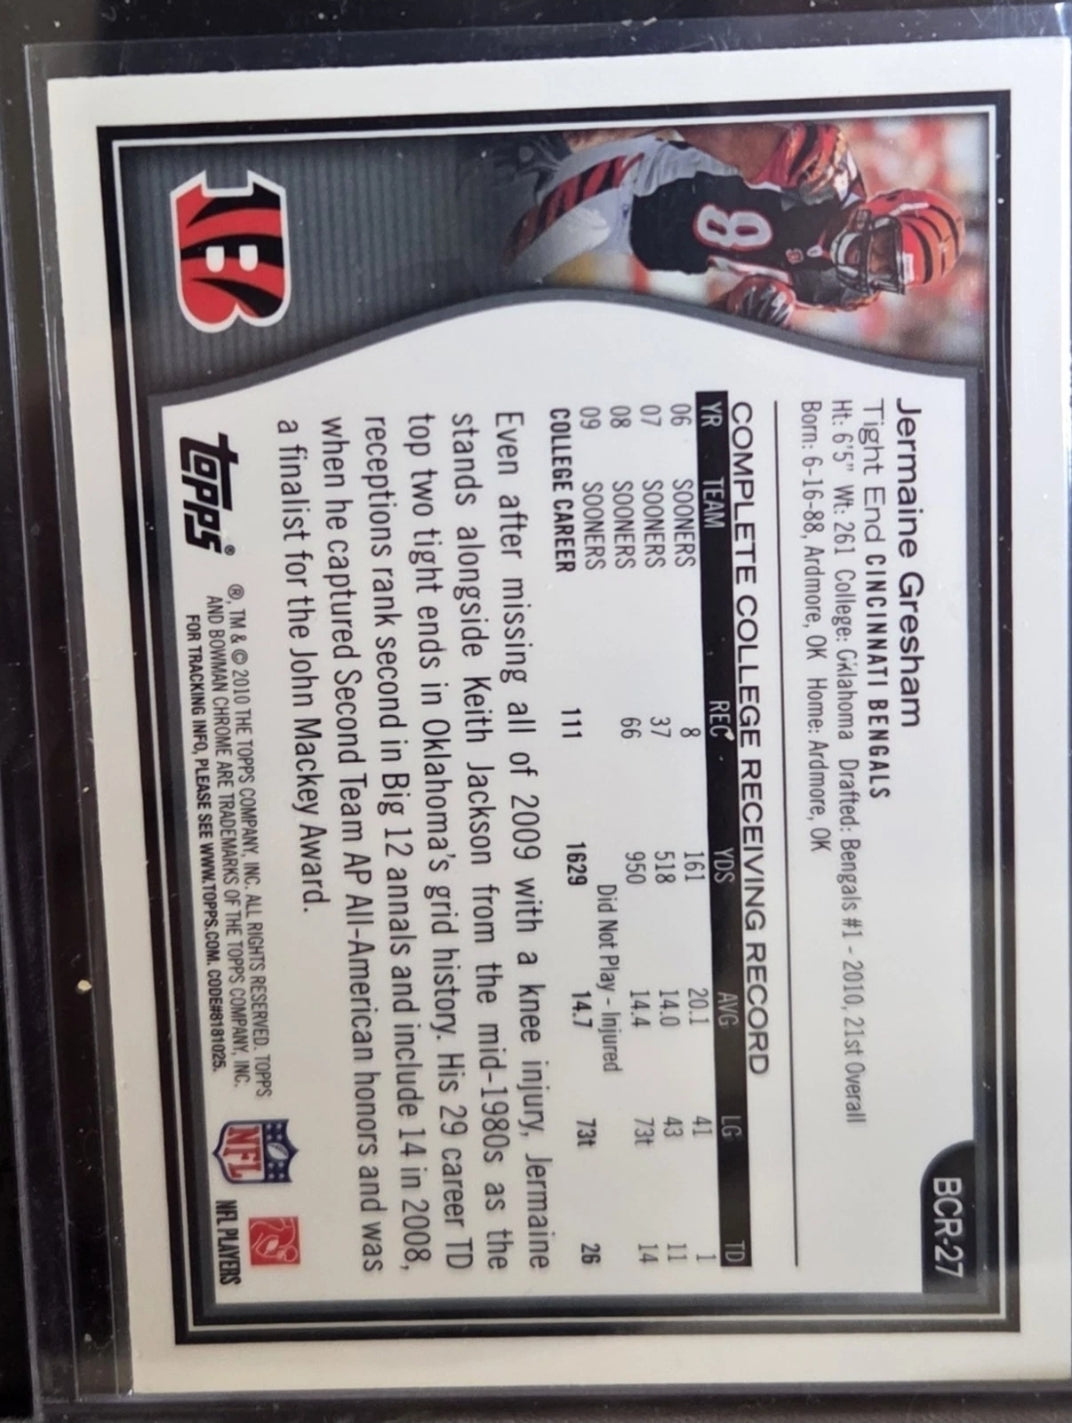 BCR-27
Jermaine Gresham
Tight End CINCINNATI BENGALS
Ht: 6'5" Wt: 261 College: Oklahoma Drafted: Bengals #1 - 2010, 21st Overall
Born: 6-16-88, Ardmore, OK Home: Ardmore, OK
COMPLETE COLLEGE RECEIVING RECORD
YR TEAM REC YDS AVG LG TD
06 SOONERS 8 161 20.1 41 1
07 SOONERS 37 518 14.0 43 11
08 SOONERS 66 950 14.4 73t 14
09 SOONERS Did Not Play - Injured
COLLEGE CAREER 111 1629 14.7 73t 26
Even after missing all of 2009 with a knee injury, Jermaine
stands alongside Keith Jackson from the mid-1980s as the
top two tight ends in Oklahoma's grid history. His 29 career TD
receptions rank second in Big 12 annals and include 14 in 2008,
when he captured Second Team AP All-American honors and was
a finalist for the John Mackey Award.
topps®
®, TM & © 2010 THE TOPPS COMPANY, INC. ALL RIGHTS RESERVED. TOPPS
AND BOWMAN CHROME ARE TRADEMARKS OF THE TOPPS COMPANY, INC.
FOR TRACKING INFO, PLEASE SEE WWW.TOPPS.COM. CODE#8181025.
NFL
NFL PLAYERS
B
8